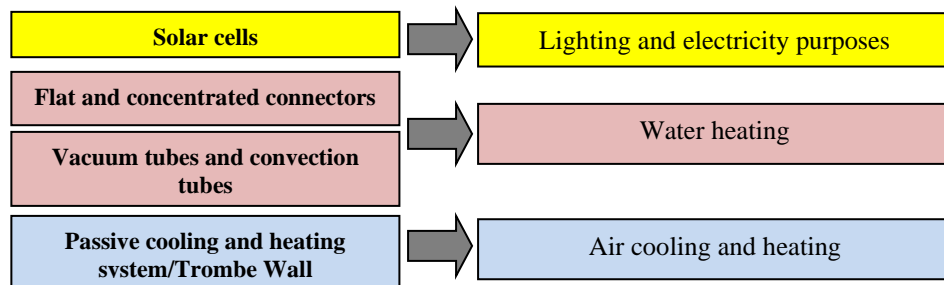 Solar cells
Lighting and electricity purposes
Flat and concentrated connectors
Water heating
Vacuum tubes and convection
tubes
Passive cooling and heating
system/Trombe Wall
Air cooling and heating